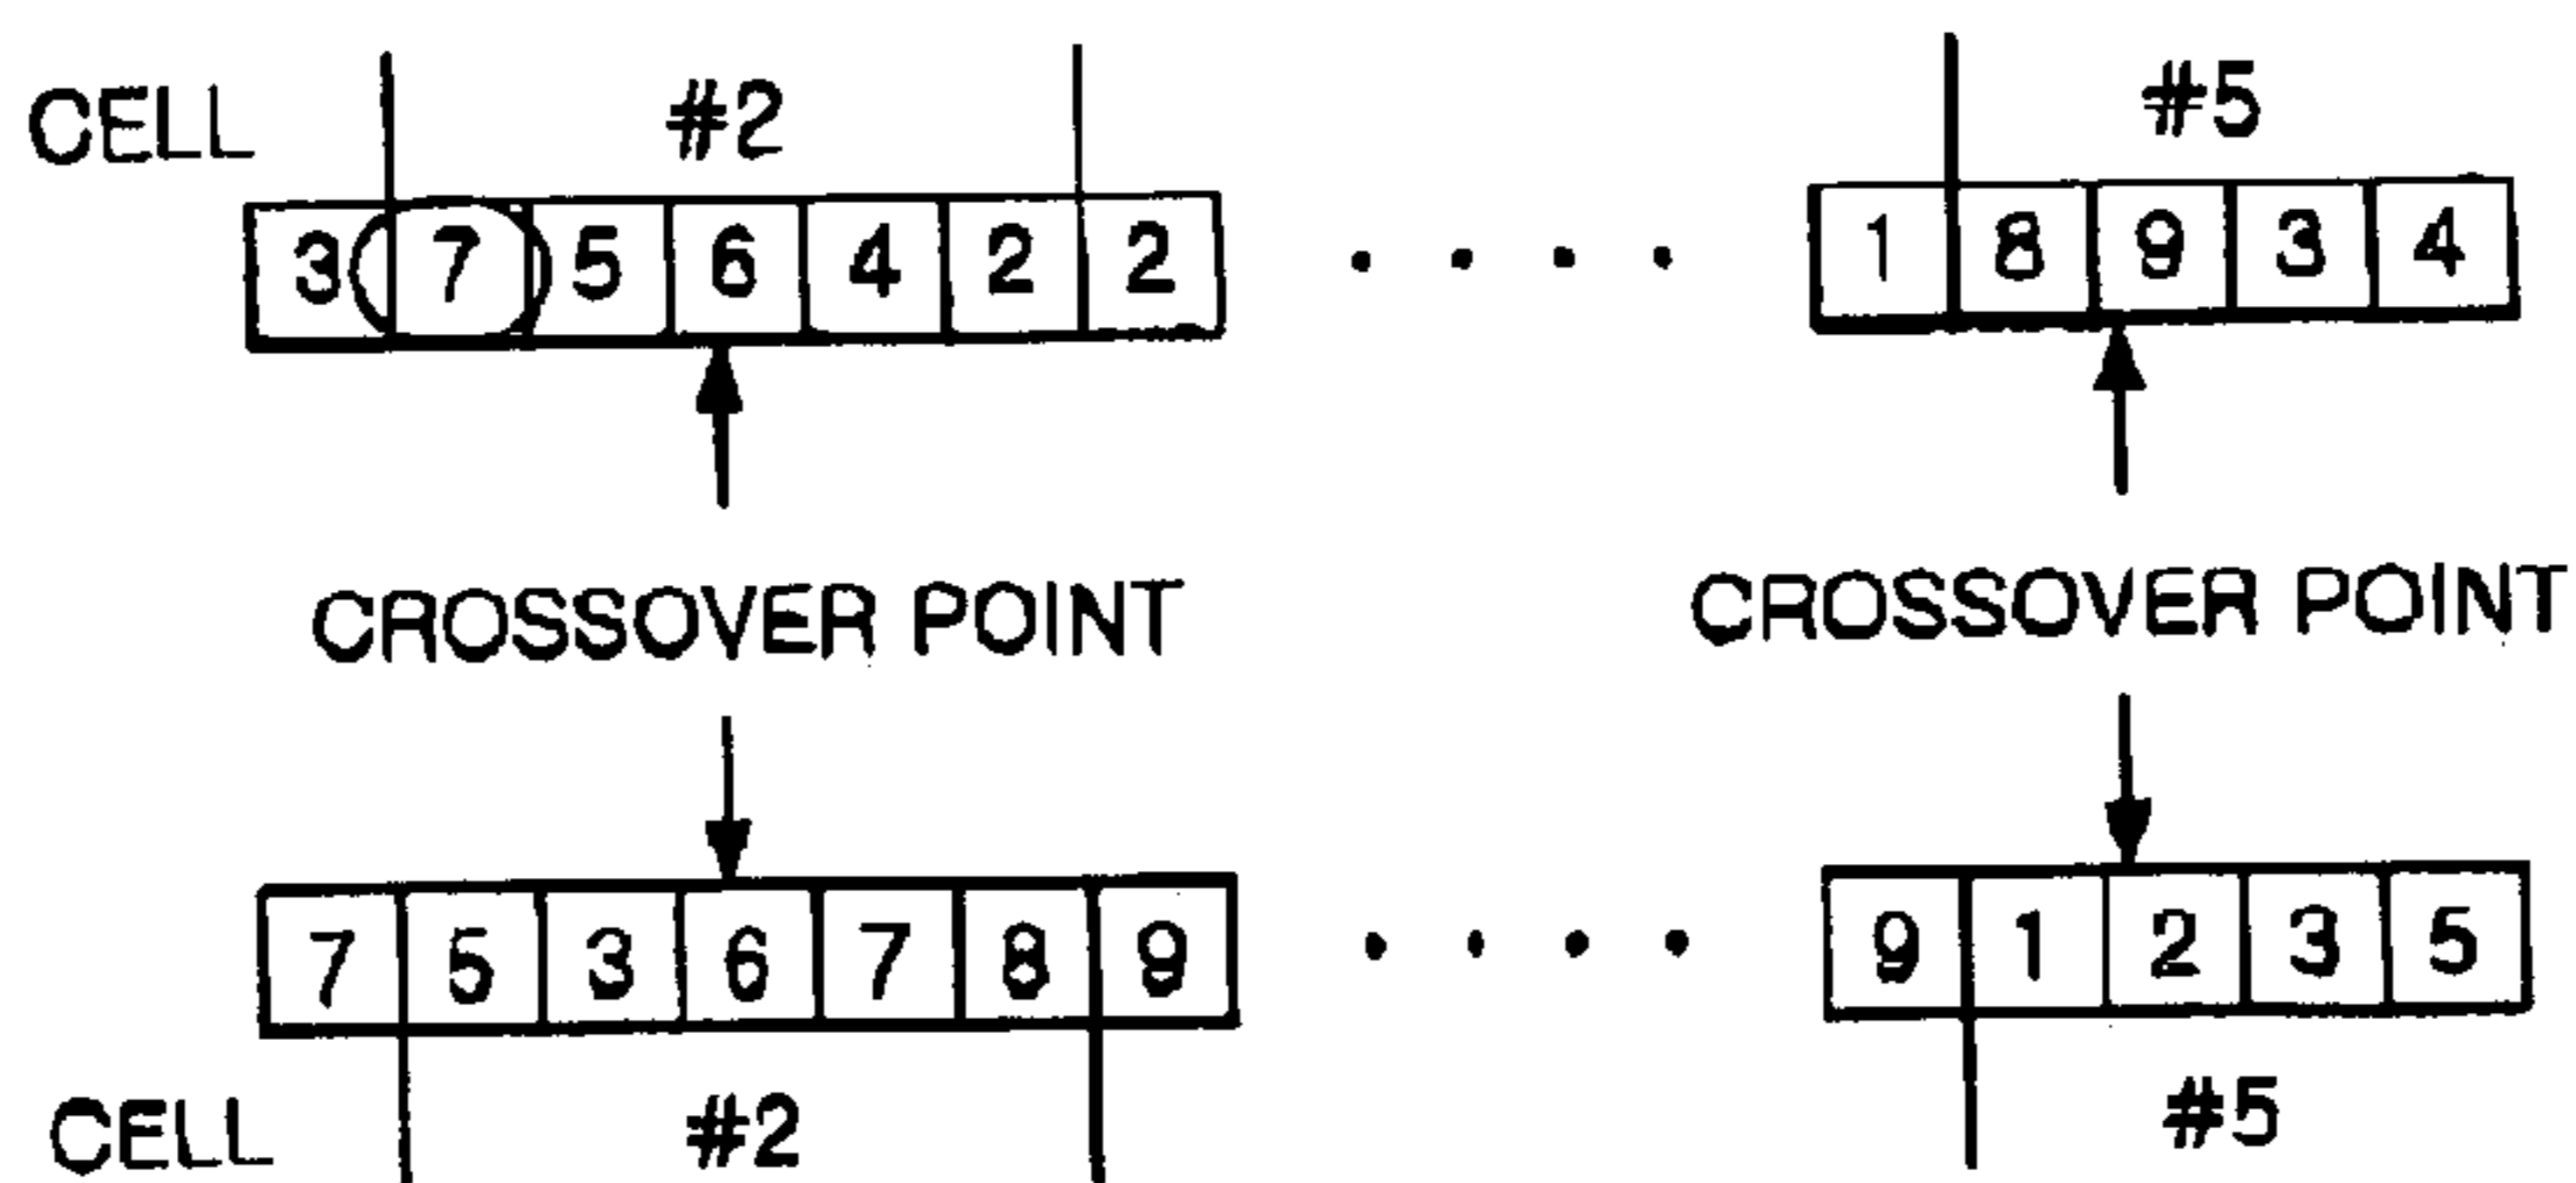 CELL #2 #5
3 7 5 6 4 2 2 . . . . 1 8 9 3 4
CROSSOVER POINT CROSSOVER POINT
7 5 3 6 7 8 9 . . . . 9 1 2 3 5
CELL #2 #5